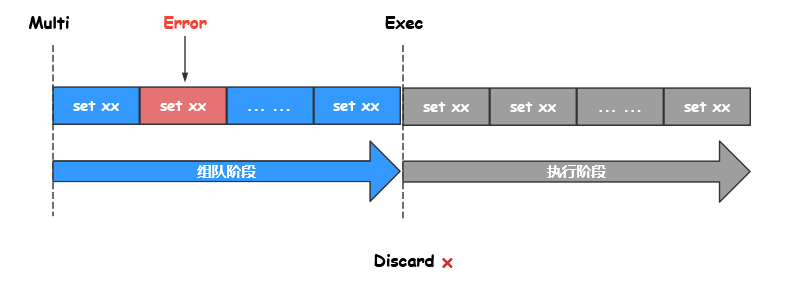 Multi Error Exec
set xx set xx ... ... set xx set xx set xx ... ... set xx
组队阶段 执行阶段
Discard ×